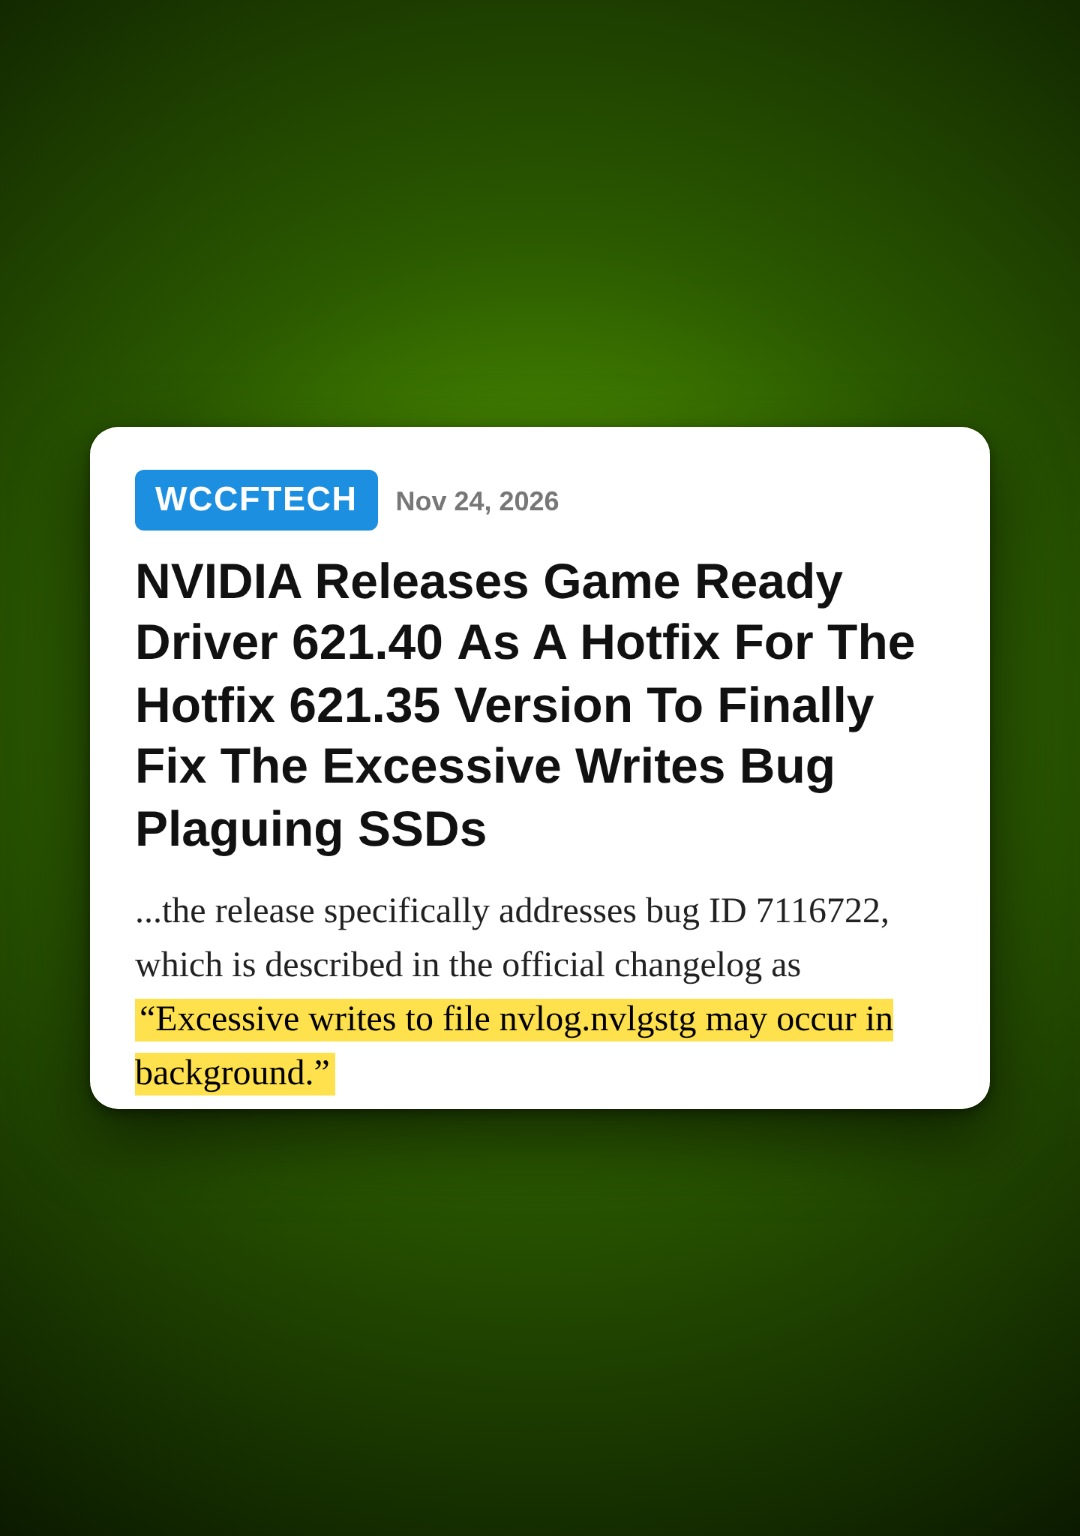 WCCFTECH Nov 24, 2026
NVIDIA Releases Game Ready
Driver 621.40 As A Hotfix For The
Hotfix 621.35 Version To Finally
Fix The Excessive Writes Bug
Plaguing SSDs
...the release specifically addresses bug ID 7116722,
which is described in the official changelog as
“Excessive writes to file nvlog.nvlgstg may occur in
background.”